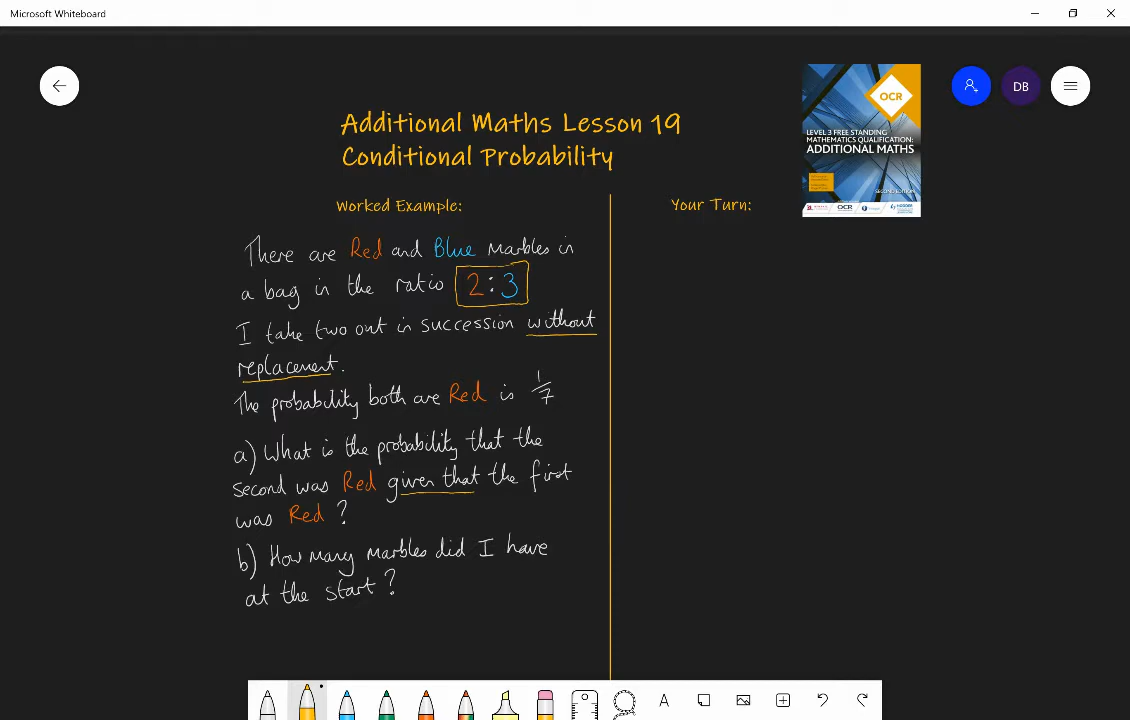 Microsoft Whiteboard
DB
OCR
LEVEL 3 FREE STANDING
MATHEMATICS QUALIFICATION:
ADDITIONAL MATHS
SECOND EDITION
Additional Maths Lesson 19
Conditional Probability
Worked Example:
There are Red and Blue Marbles in
a bag in the ratio 2:3
I take two out in succession without
replacement.
The probability both are Red is 1/7
a) What is the probability that the
second was Red given that the first
was Red?
b) How many marbles did I have
at the start?
Your Turn:
A